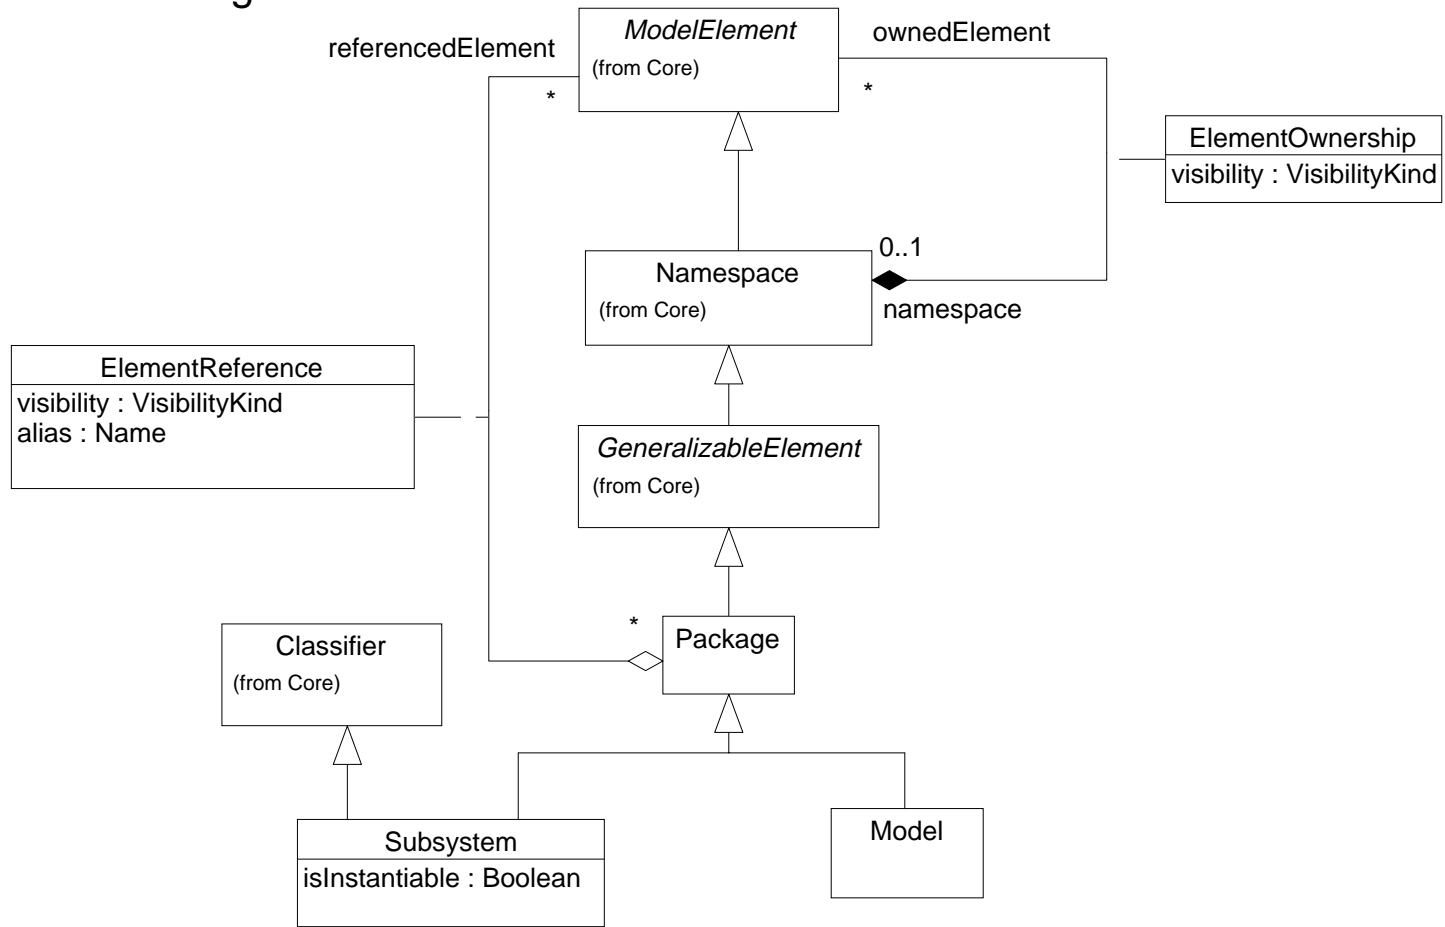 ModelElement
(from Core)
referencedElement
*
ownedElement
*
ElementOwnership
visibility : VisibilityKind
0..1
Namespace
(from Core)
namespace
ElementReference
visibility : VisibilityKind
alias : Name
GeneralizableElement
(from Core)
*
Package
Classifier
(from Core)
Subsystem
isInstantiable : Boolean
Model